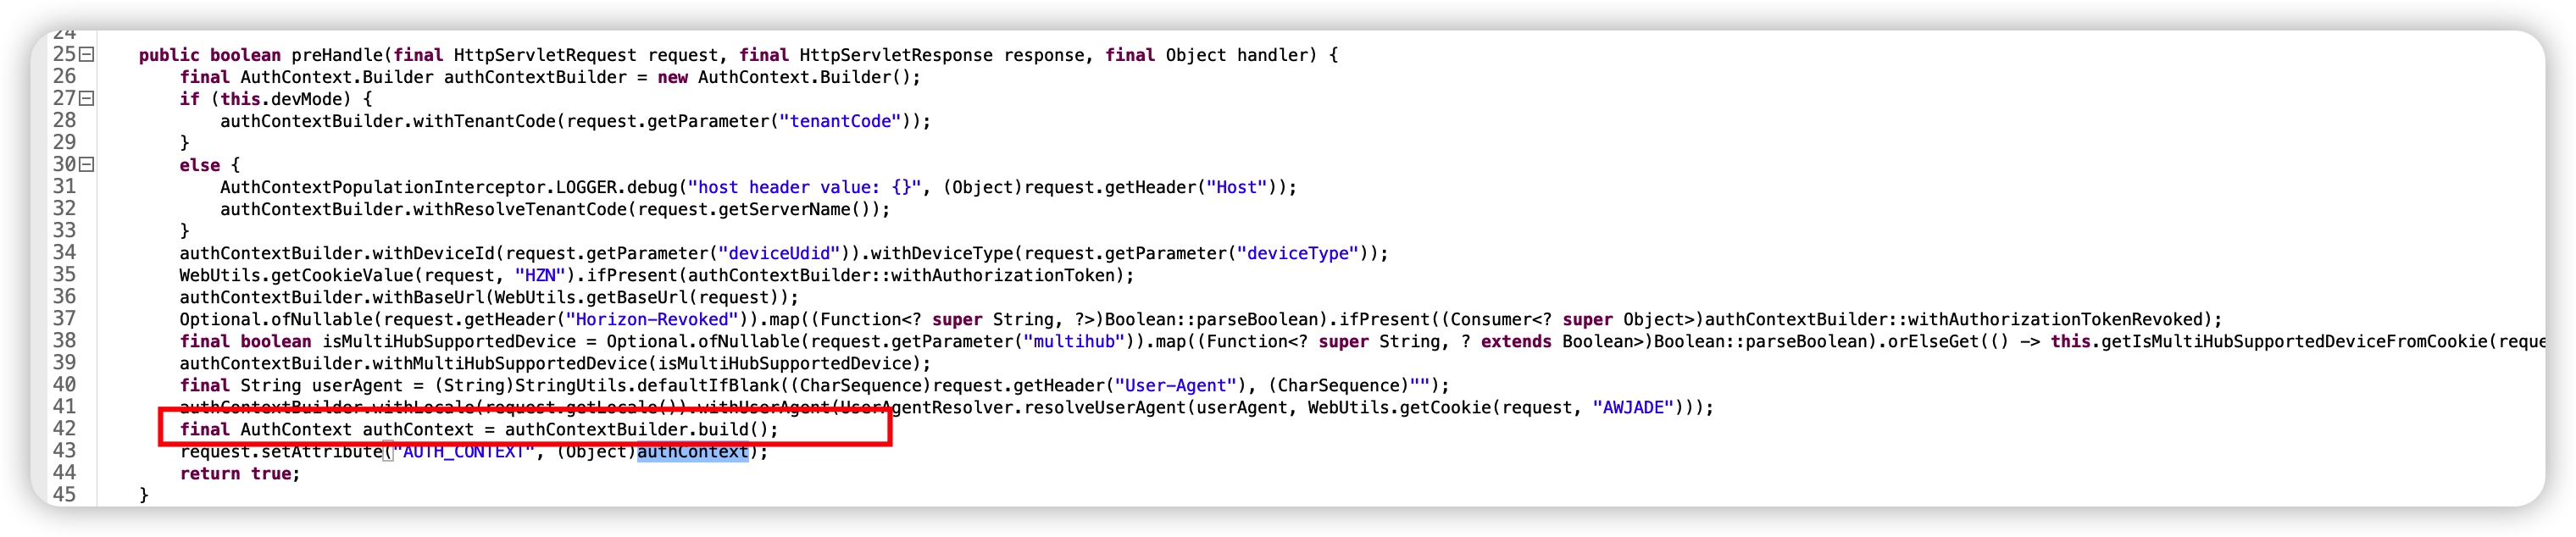 24
25 public boolean preHandle(final HttpServletRequest request, final HttpServletResponse response, final Object handler) {
26 final AuthContext.Builder authContextBuilder = new AuthContext.Builder();
27 if (this.devMode) {
28 authContextBuilder.withTenantCode(request.getParameter("tenantCode"));
29 }
30 else {
31 AuthContextPopulationInterceptor.LOGGER.debug("host header value: {}", (Object)request.getHeader("Host"));
32 authContextBuilder.withResolveTenantCode(request.getServerName());
33 }
34 authContextBuilder.withDeviceId(request.getParameter("deviceUdid")).withDeviceType(request.getParameter("deviceType"));
35 WebUtils.getCookieValue(request, "HZN").ifPresent(authContextBuilder::withAuthorizationToken);
36 authContextBuilder.withBaseUrl(WebUtils.getBaseUrl(request));
37 Optional.ofNullable(request.getHeader("Horizon-Revoked")).map((Function<? super String, ?>)Boolean::parseBoolean).ifPresent((Consumer<? super Object>)authContextBuilder::withAuthorizationTokenRevoked);
38 final boolean isMultiHubSupportedDevice = Optional.ofNullable(request.getParameter("multihub")).map((Function<? super String, ? extends Boolean>)Boolean::parseBoolean).orElseGet(() -> this.getIsMultiHubSupportedDeviceFromCookie(reque
39 authContextBuilder.withMultiHubSupportedDevice(isMultiHubSupportedDevice);
40 final String userAgent = (String)StringUtils.defaultIfBlank((CharSequence)request.getHeader("User-Agent"), (CharSequence)"");
41 authContextBuilder.withLocale(request.getLocale()).withUserAgent(UserAgentResolver.resolveUserAgent(userAgent, WebUtils.getCookie(request, "AWJADE")));
42 final AuthContext authContext = authContextBuilder.build();
43 request.setAttribute("AUTH_CONTEXT", (Object)authContext);
44 return true;
45 }